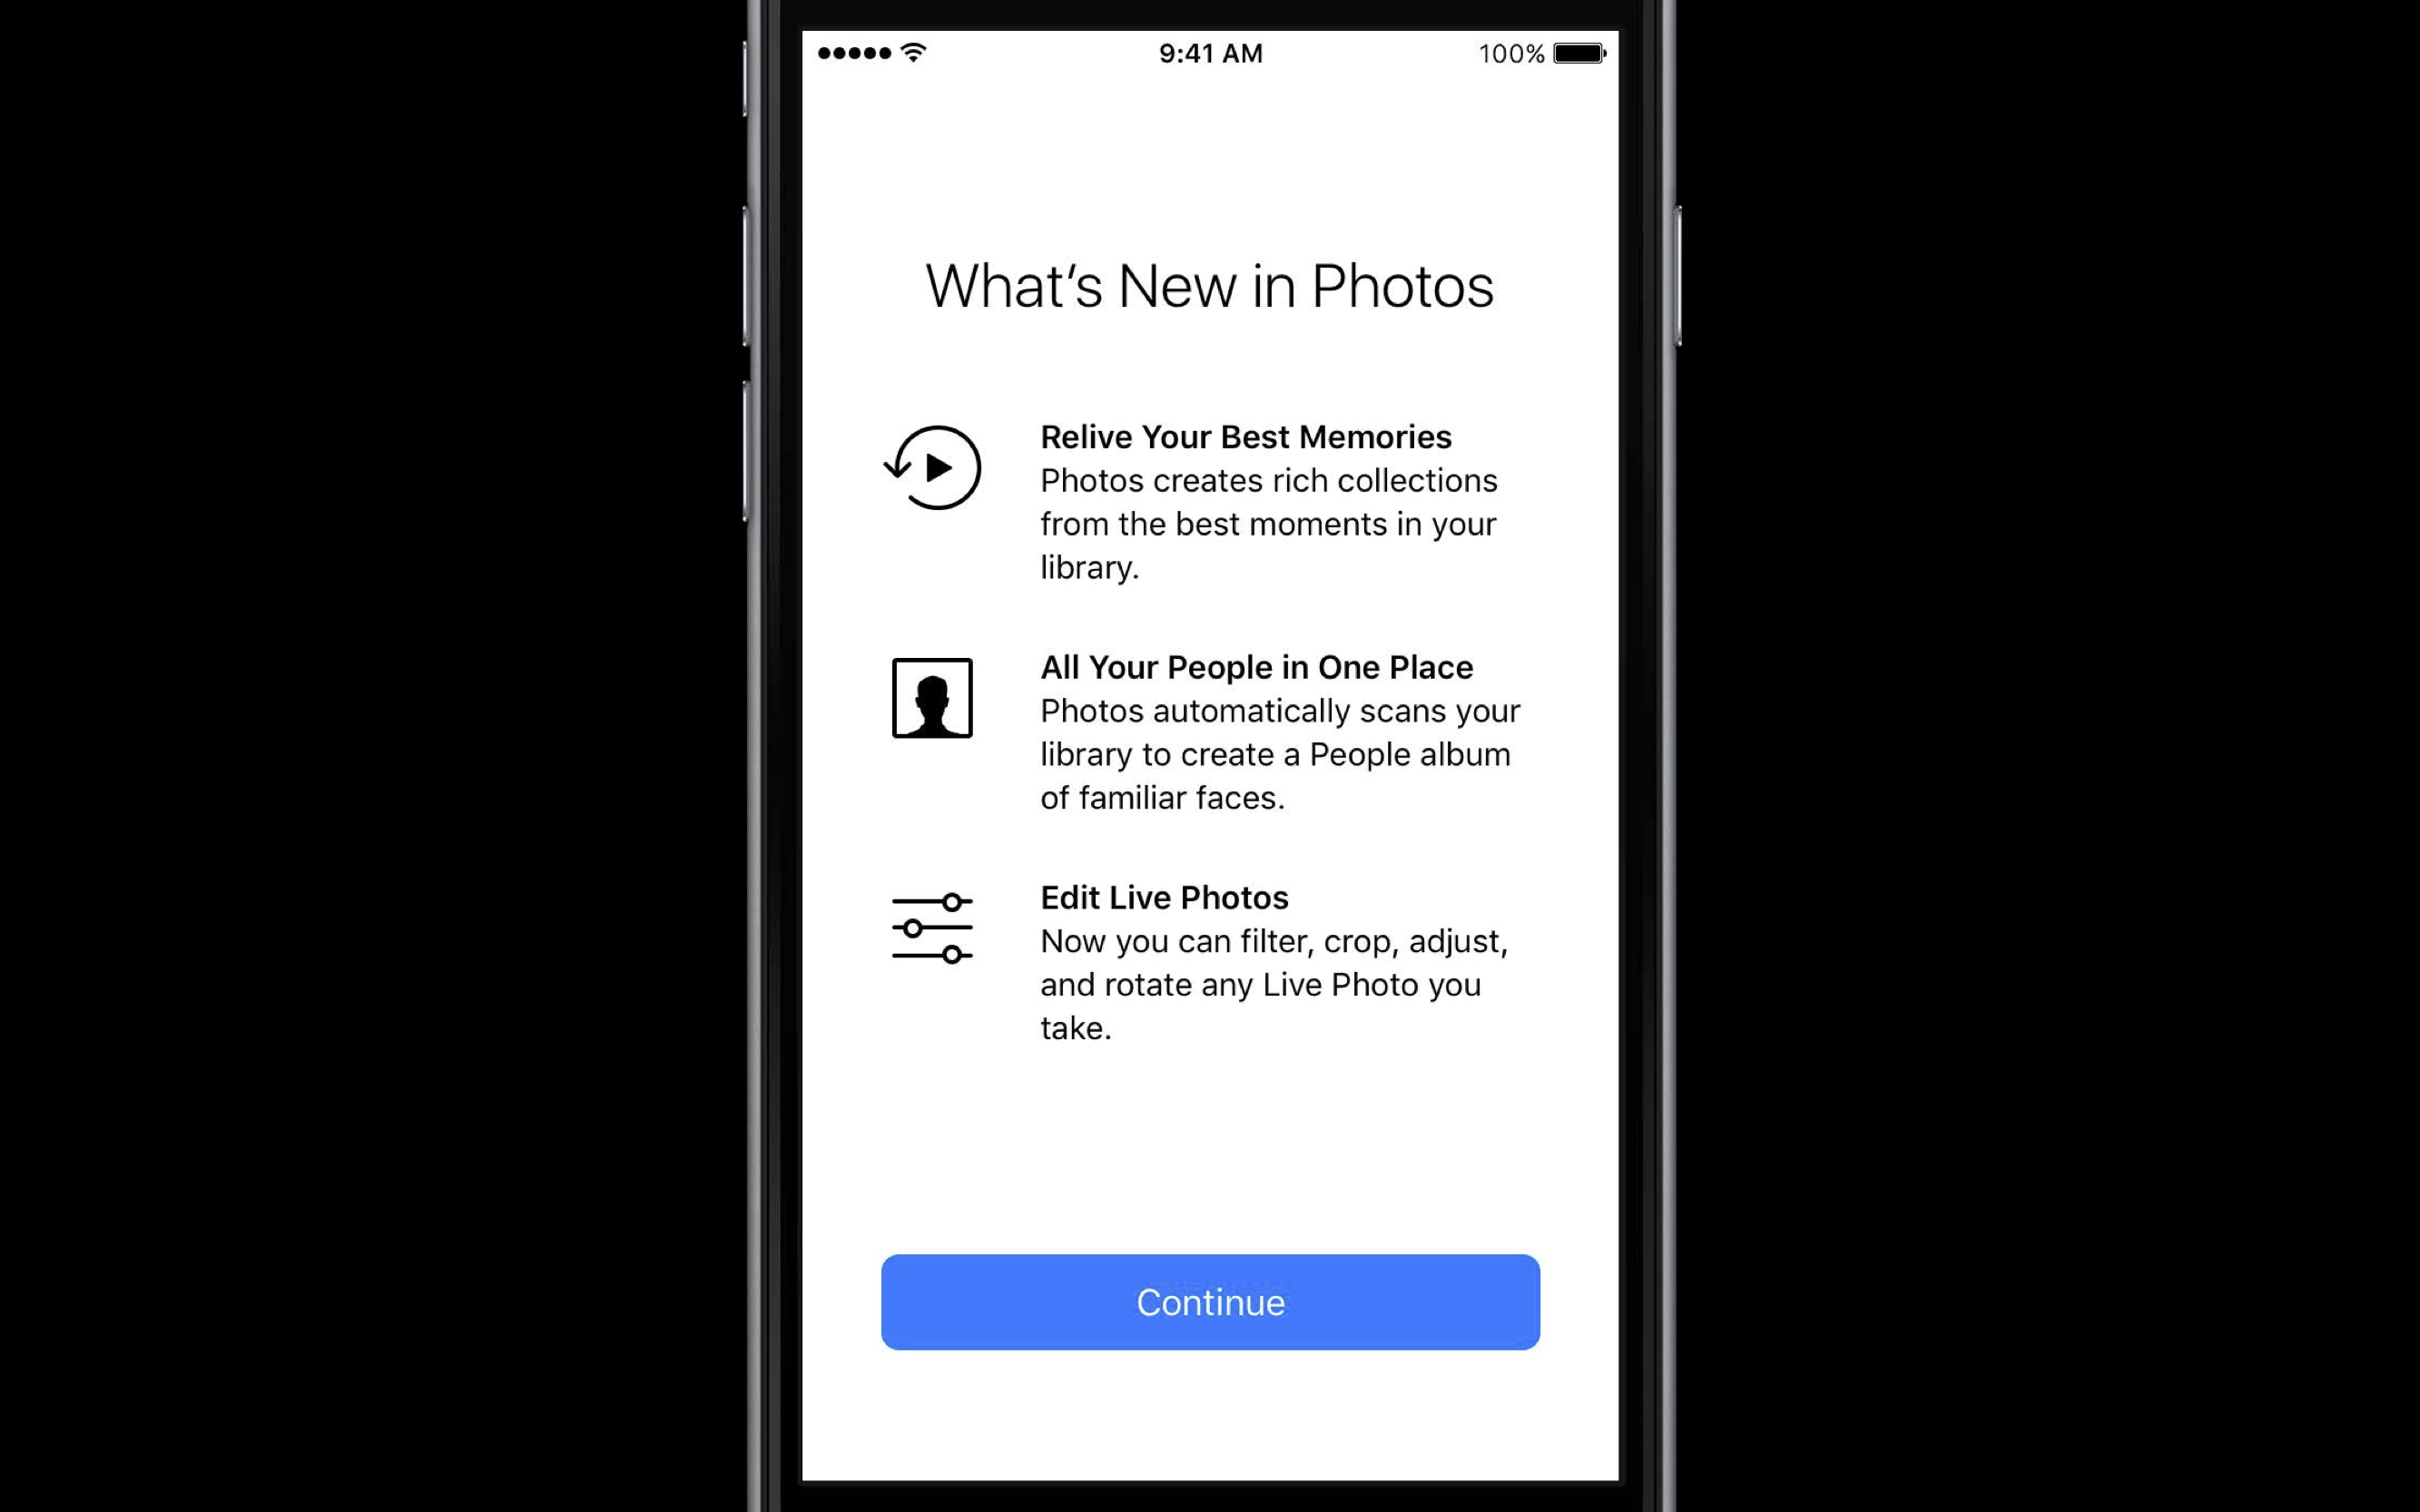 9:41 AM
100%
What‘s New in Photos
Relive Your Best Memories
Photos creates rich collections
from the best moments in your
library.
All Your People in One Place
Photos automatically scans your
library to create a People album
of familiar faces.
Edit Live Photos
Now you can filter, crop, adjust,
and rotate any Live Photo you
take.
Continue